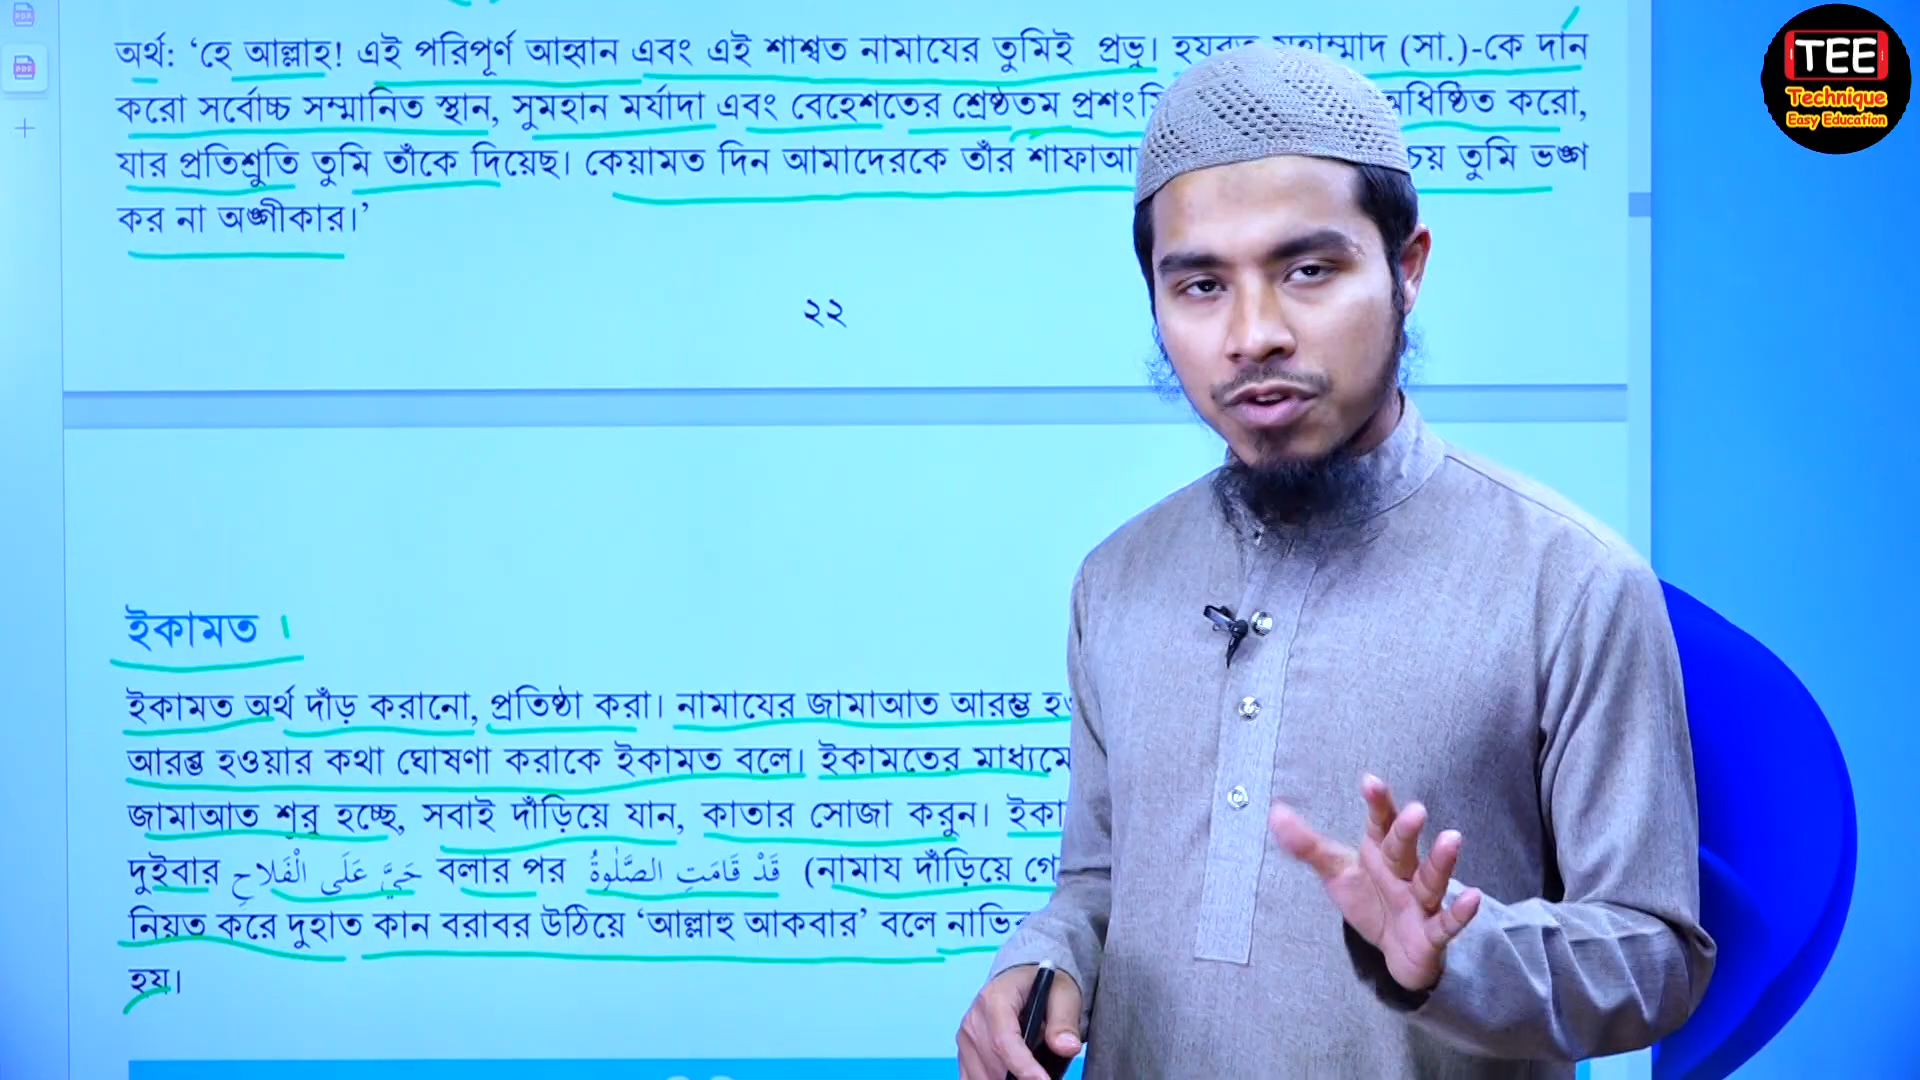 অর্থ: ‘হে আল্লাহ! এই পরিপূর্ণ আহ্বান এবং এই শাশ্বত নামাযের তুমিই প্রভু। হযরত মুহাম্মাদ (সা.)-কে দান
করো সর্বোচ্চ সম্মানিত স্থান, সুমহান মর্যাদা এবং বেহেশতের শ্রেষ্ঠতম অধিষ্ঠিত করো,
যার প্রতিশ্রুতি তুমি তাঁকে দিয়েছ। কেয়ামত দিন আমাদেরকে তাঁর তুমি ভঙ্গ
কর না অঙ্গীকার।’
২২
ইকামত ।
ইকামত অর্থ দাঁড় করানো, প্রতিষ্ঠা করা। নামাযের জামাআত আরম্ভ
আরম্ভ হওয়ার কথা ঘোষণা করাকে ইকামত বলে। ইকামতের মাধ্যমে
জামাআত শুরু হচ্ছে, সবাই দাঁড়িয়ে যান, কাতার সোজা করুন।
দুইবার حَيَّ عَلَى الْفَلَاحِ বলার পর قَدْ قَامَتِ الصَّلٰوةُ (নামায দাঁড়িয়ে
নিয়ত করে দুহাত কান বরাবর উঠিয়ে ‘আল্লাহু আকবার’ বলে
হয়।
TEE
Technique
Easy Education